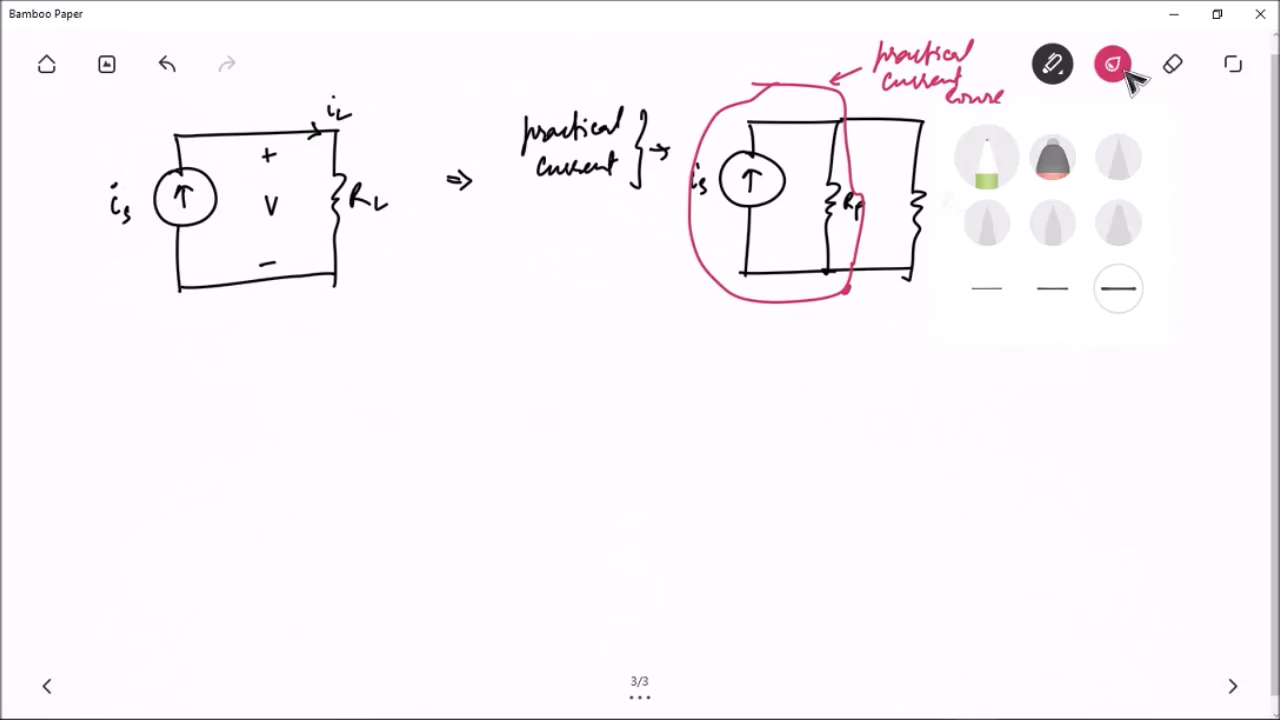 Bamboo Paper
practical
current
source
iL
+
is
V
RL
−
⇒
practical
current
} →
is
Rp
3/3